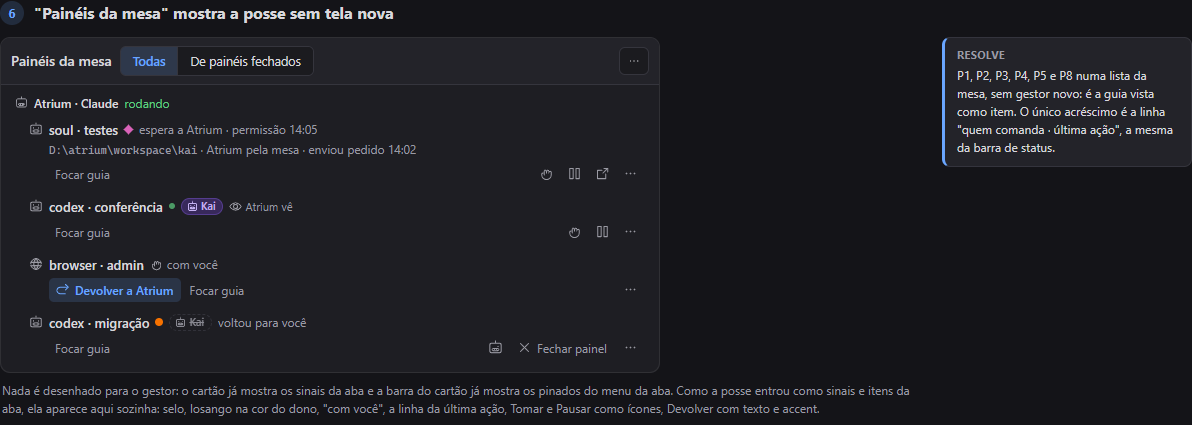 6 "Painéis da mesa" mostra a posse sem tela nova
Painéis da mesa Todas De painéis fechados ...
Atrium · Claude rodando
soul · testes espera a Atrium · permissão 14:05
D:\atrium\workspace\kai · Atrium pela mesa · enviou pedido 14:02
Focar guia ...
codex · conferência Kai Atrium vê
Focar guia ...
browser · admin com você
Devolver a Atrium Focar guia ...
codex · migração Kai voltou para você
Focar guia Fechar painel ...
RESOLVE
P1, P2, P3, P4, P5 e P8 numa lista da
mesa, sem gestor novo: é a guia vista
como item. O único acréscimo é a linha
"quem comanda · última ação", a mesma
da barra de status.
Nada é desenhado para o gestor: o cartão já mostra os sinais da aba e a barra do cartão já mostra os pinados do menu da aba. Como a posse entrou como sinais e itens da
aba, ela aparece aqui sozinha: selo, losango na cor do dono, "com você", a linha da última ação, Tomar e Pausar como ícones, Devolver com texto e accent.